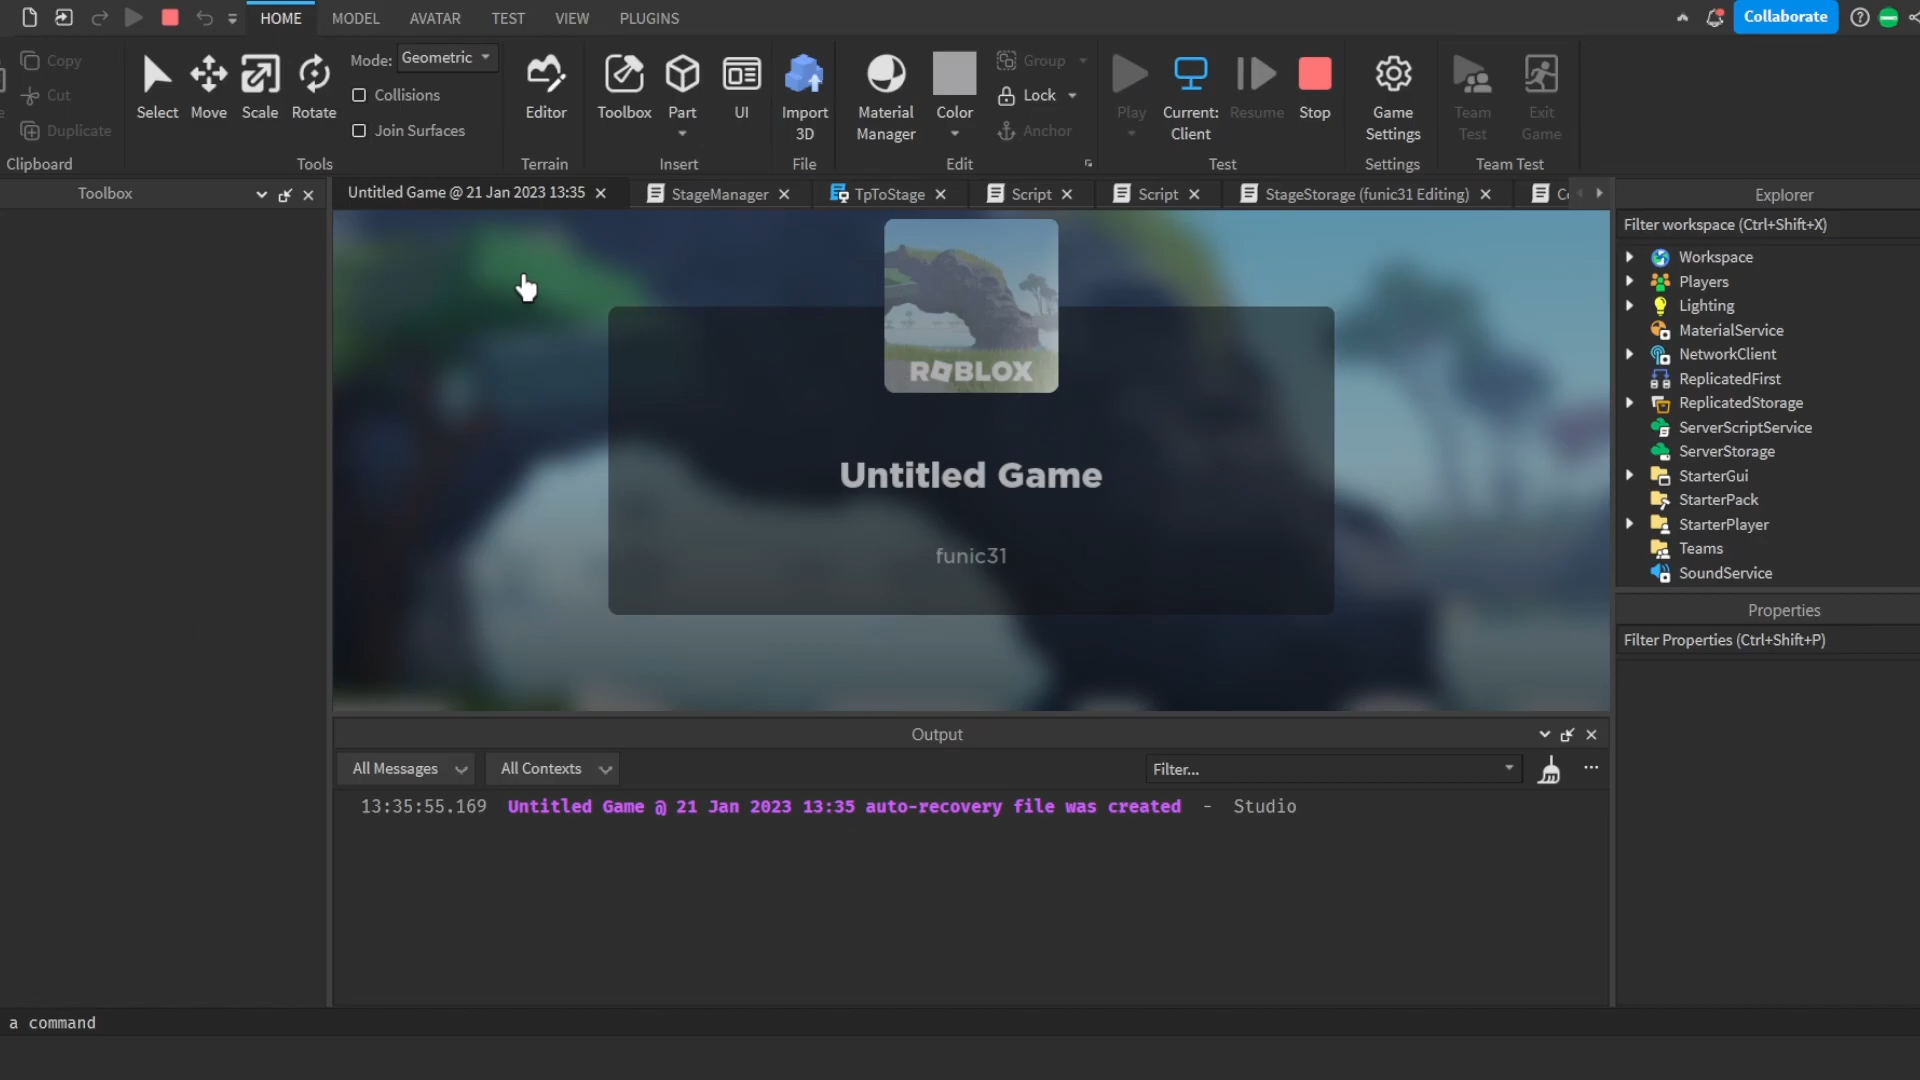 HOME MODEL AVATAR TEST VIEW PLUGINS Collaborate
Copy
Cut
Duplicate
Clipboard
Select Move Scale Rotate
Mode: Geometric
Collisions
Join Surfaces
Tools
Editor
Terrain
Toolbox Part UI
Insert
Import
3D
File
Material
Manager
Color
Group
Lock
Anchor
Edit
Play
Current:
Client
Resume
Stop
Test
Game
Settings
Settings
Team
Test
Exit
Game
Team Test
Toolbox
Untitled Game @ 21 Jan 2023 13:35 StageManager TpToStage Script Script StageStorage (funic31 Editing)
ROBLOX
Untitled Game
funic31
Explorer
Filter workspace (Ctrl+Shift+X)
Workspace
Players
Lighting
MaterialService
NetworkClient
ReplicatedFirst
ReplicatedStorage
ServerScriptService
ServerStorage
StarterGui
StarterPack
StarterPlayer
Teams
SoundService
Properties
Filter Properties (Ctrl+Shift+P)
Output
All Messages All Contexts Filter... ...
13:35:55.169 Untitled Game @ 21 Jan 2023 13:35 auto-recovery file was created - Studio
a command